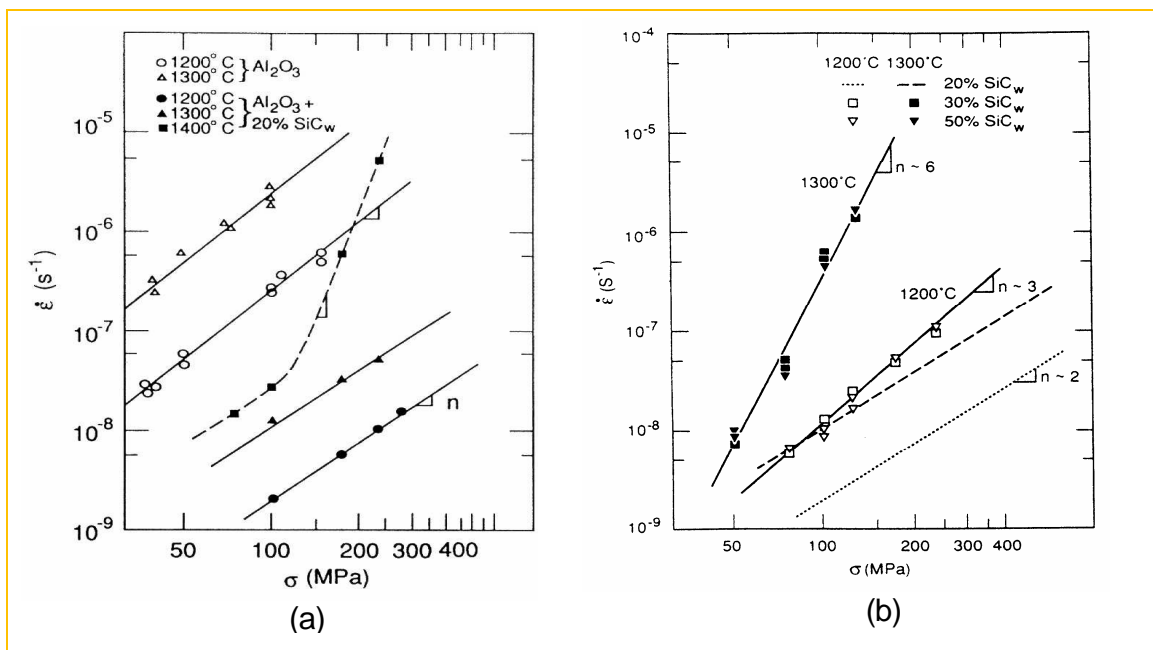 1200° C } Al2O3
1300° C
1200° C } Al2O3 +
1300° C 20% SiCw
1400° C
10^-5
10^-6
10^-7
10^-8
10^-9
ε̇ (s^-1)
n
50 100 200 300 400
σ (MPa)
(a)
10^-4
10^-5
10^-6
10^-7
10^-8
10^-9
ε̇ (s^-1)
1200°C 1300°C
20% SiCw
30% SiCw
50% SiCw
1300°C
n ~ 6
1200°C
n ~ 3
n ~ 2
50 100 200 300 400
σ (MPa)
(b)